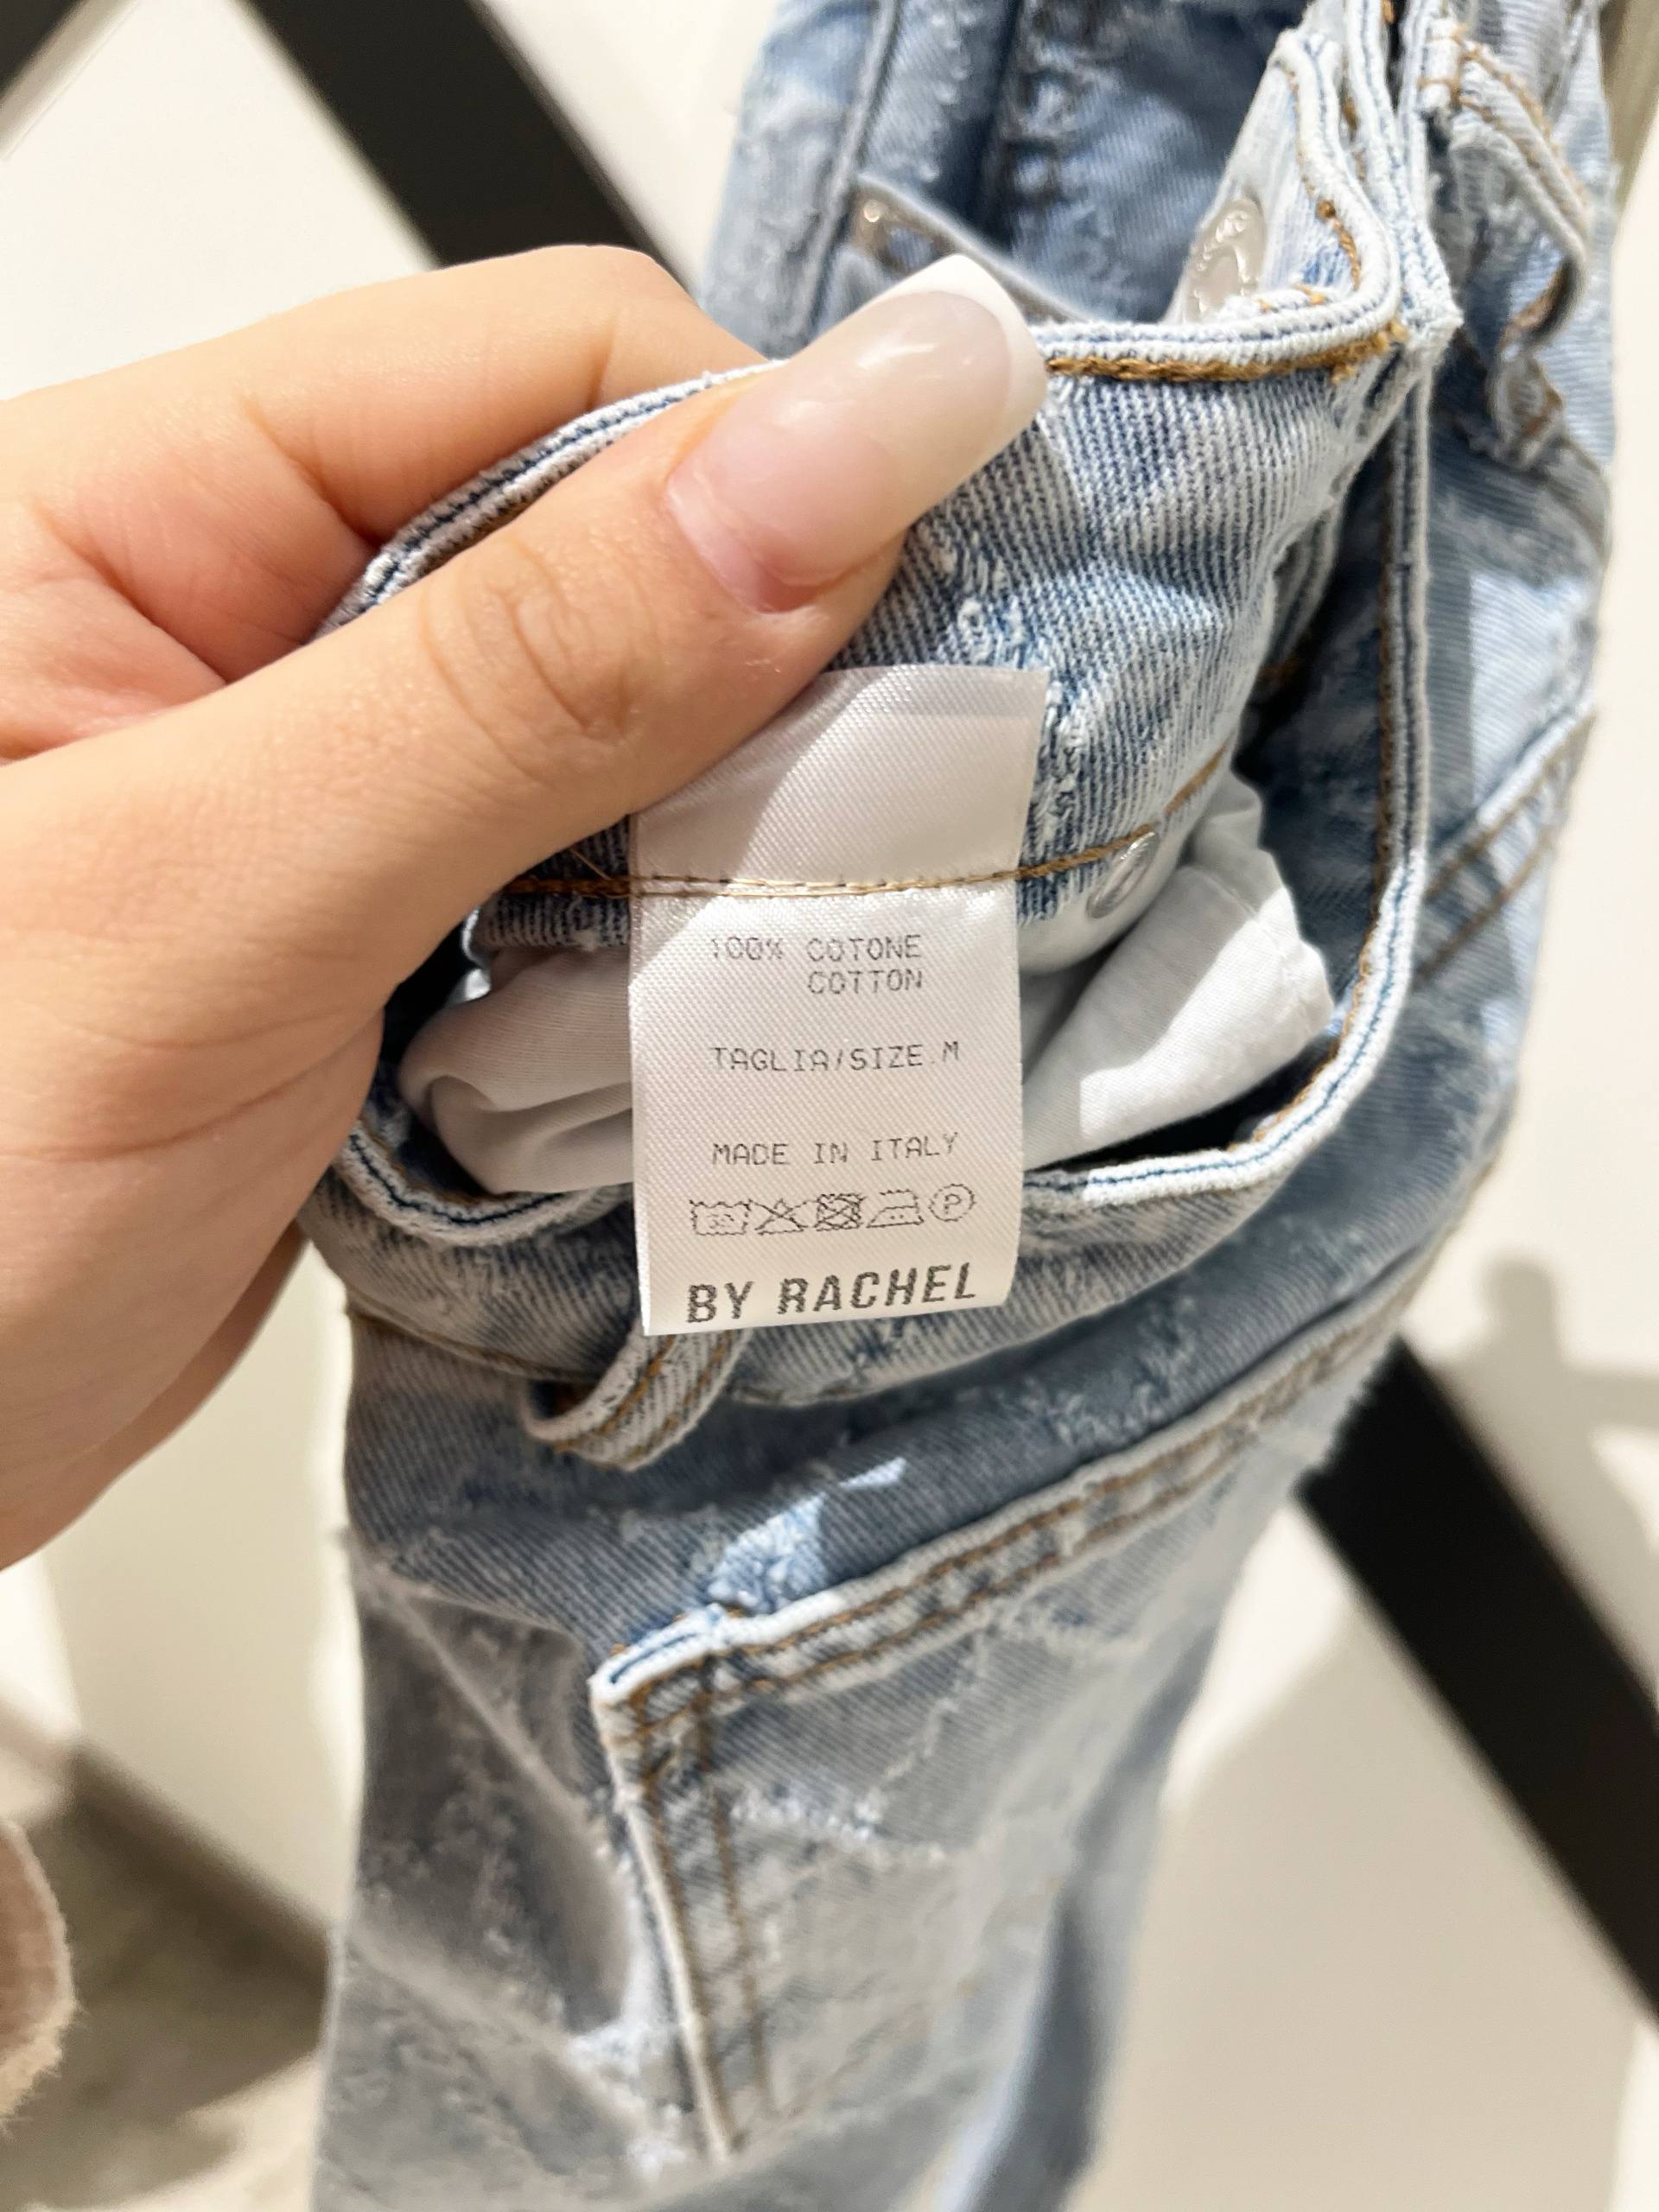 100% COTONE
COTTON
TAGLIA/SIZE.M
MADE IN ITALY
P
BY RACHEL